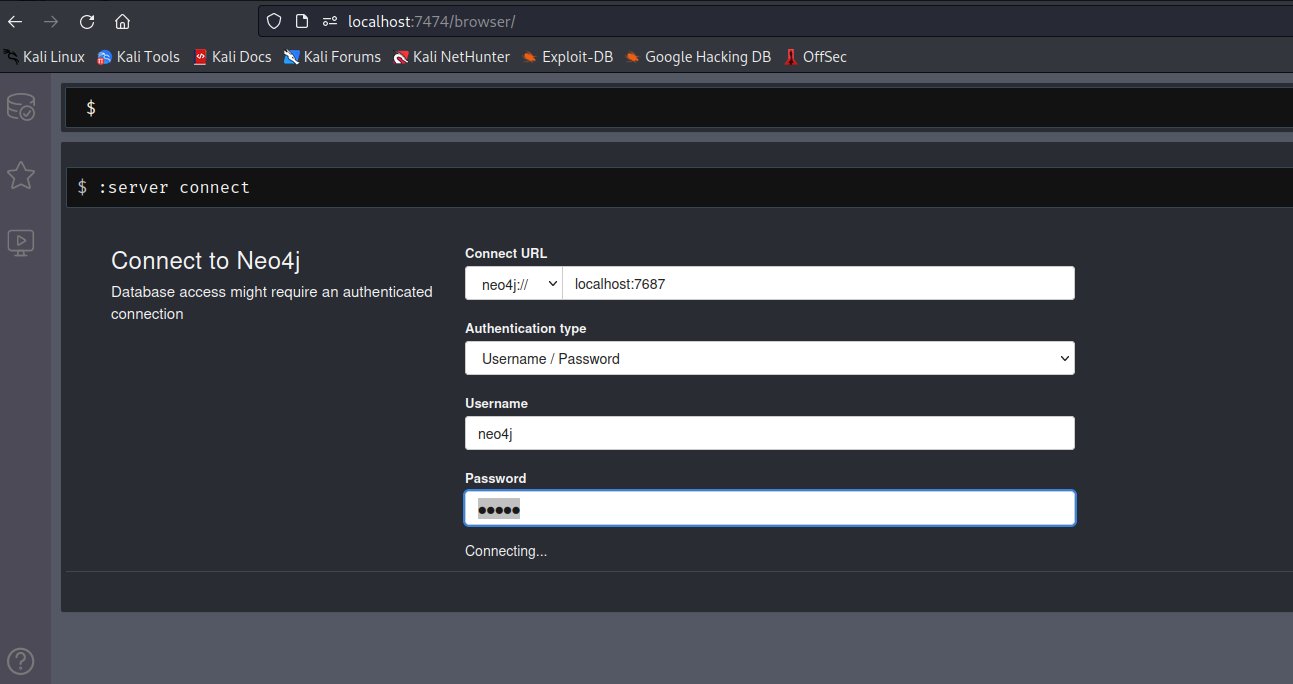 localhost:7474/browser/
Kali Linux Kali Tools Kali Docs Kali Forums Kali NetHunter Exploit-DB Google Hacking DB OffSec
$
$ :server connect
Connect to Neo4j
Database access might require an authenticated
connection
Connect URL
neo4j:// localhost:7687
Authentication type
Username / Password
Username
neo4j
Password
•••••
Connecting...